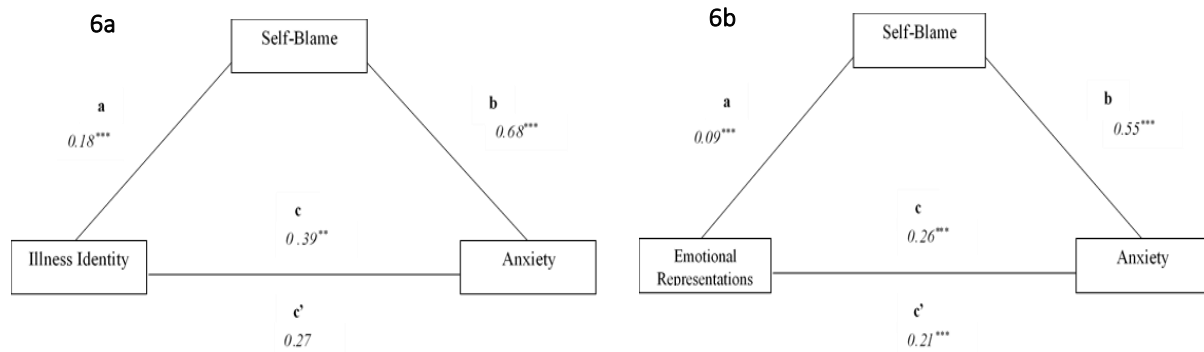 6a
Self-Blame
a
0.18***
b
0.68***
c
0.39**
Illness Identity
Anxiety
c’
0.27
6b
Self-Blame
a
0.09***
b
0.55***
c
0.26***
Emotional
Representations
Anxiety
c’
0.21***